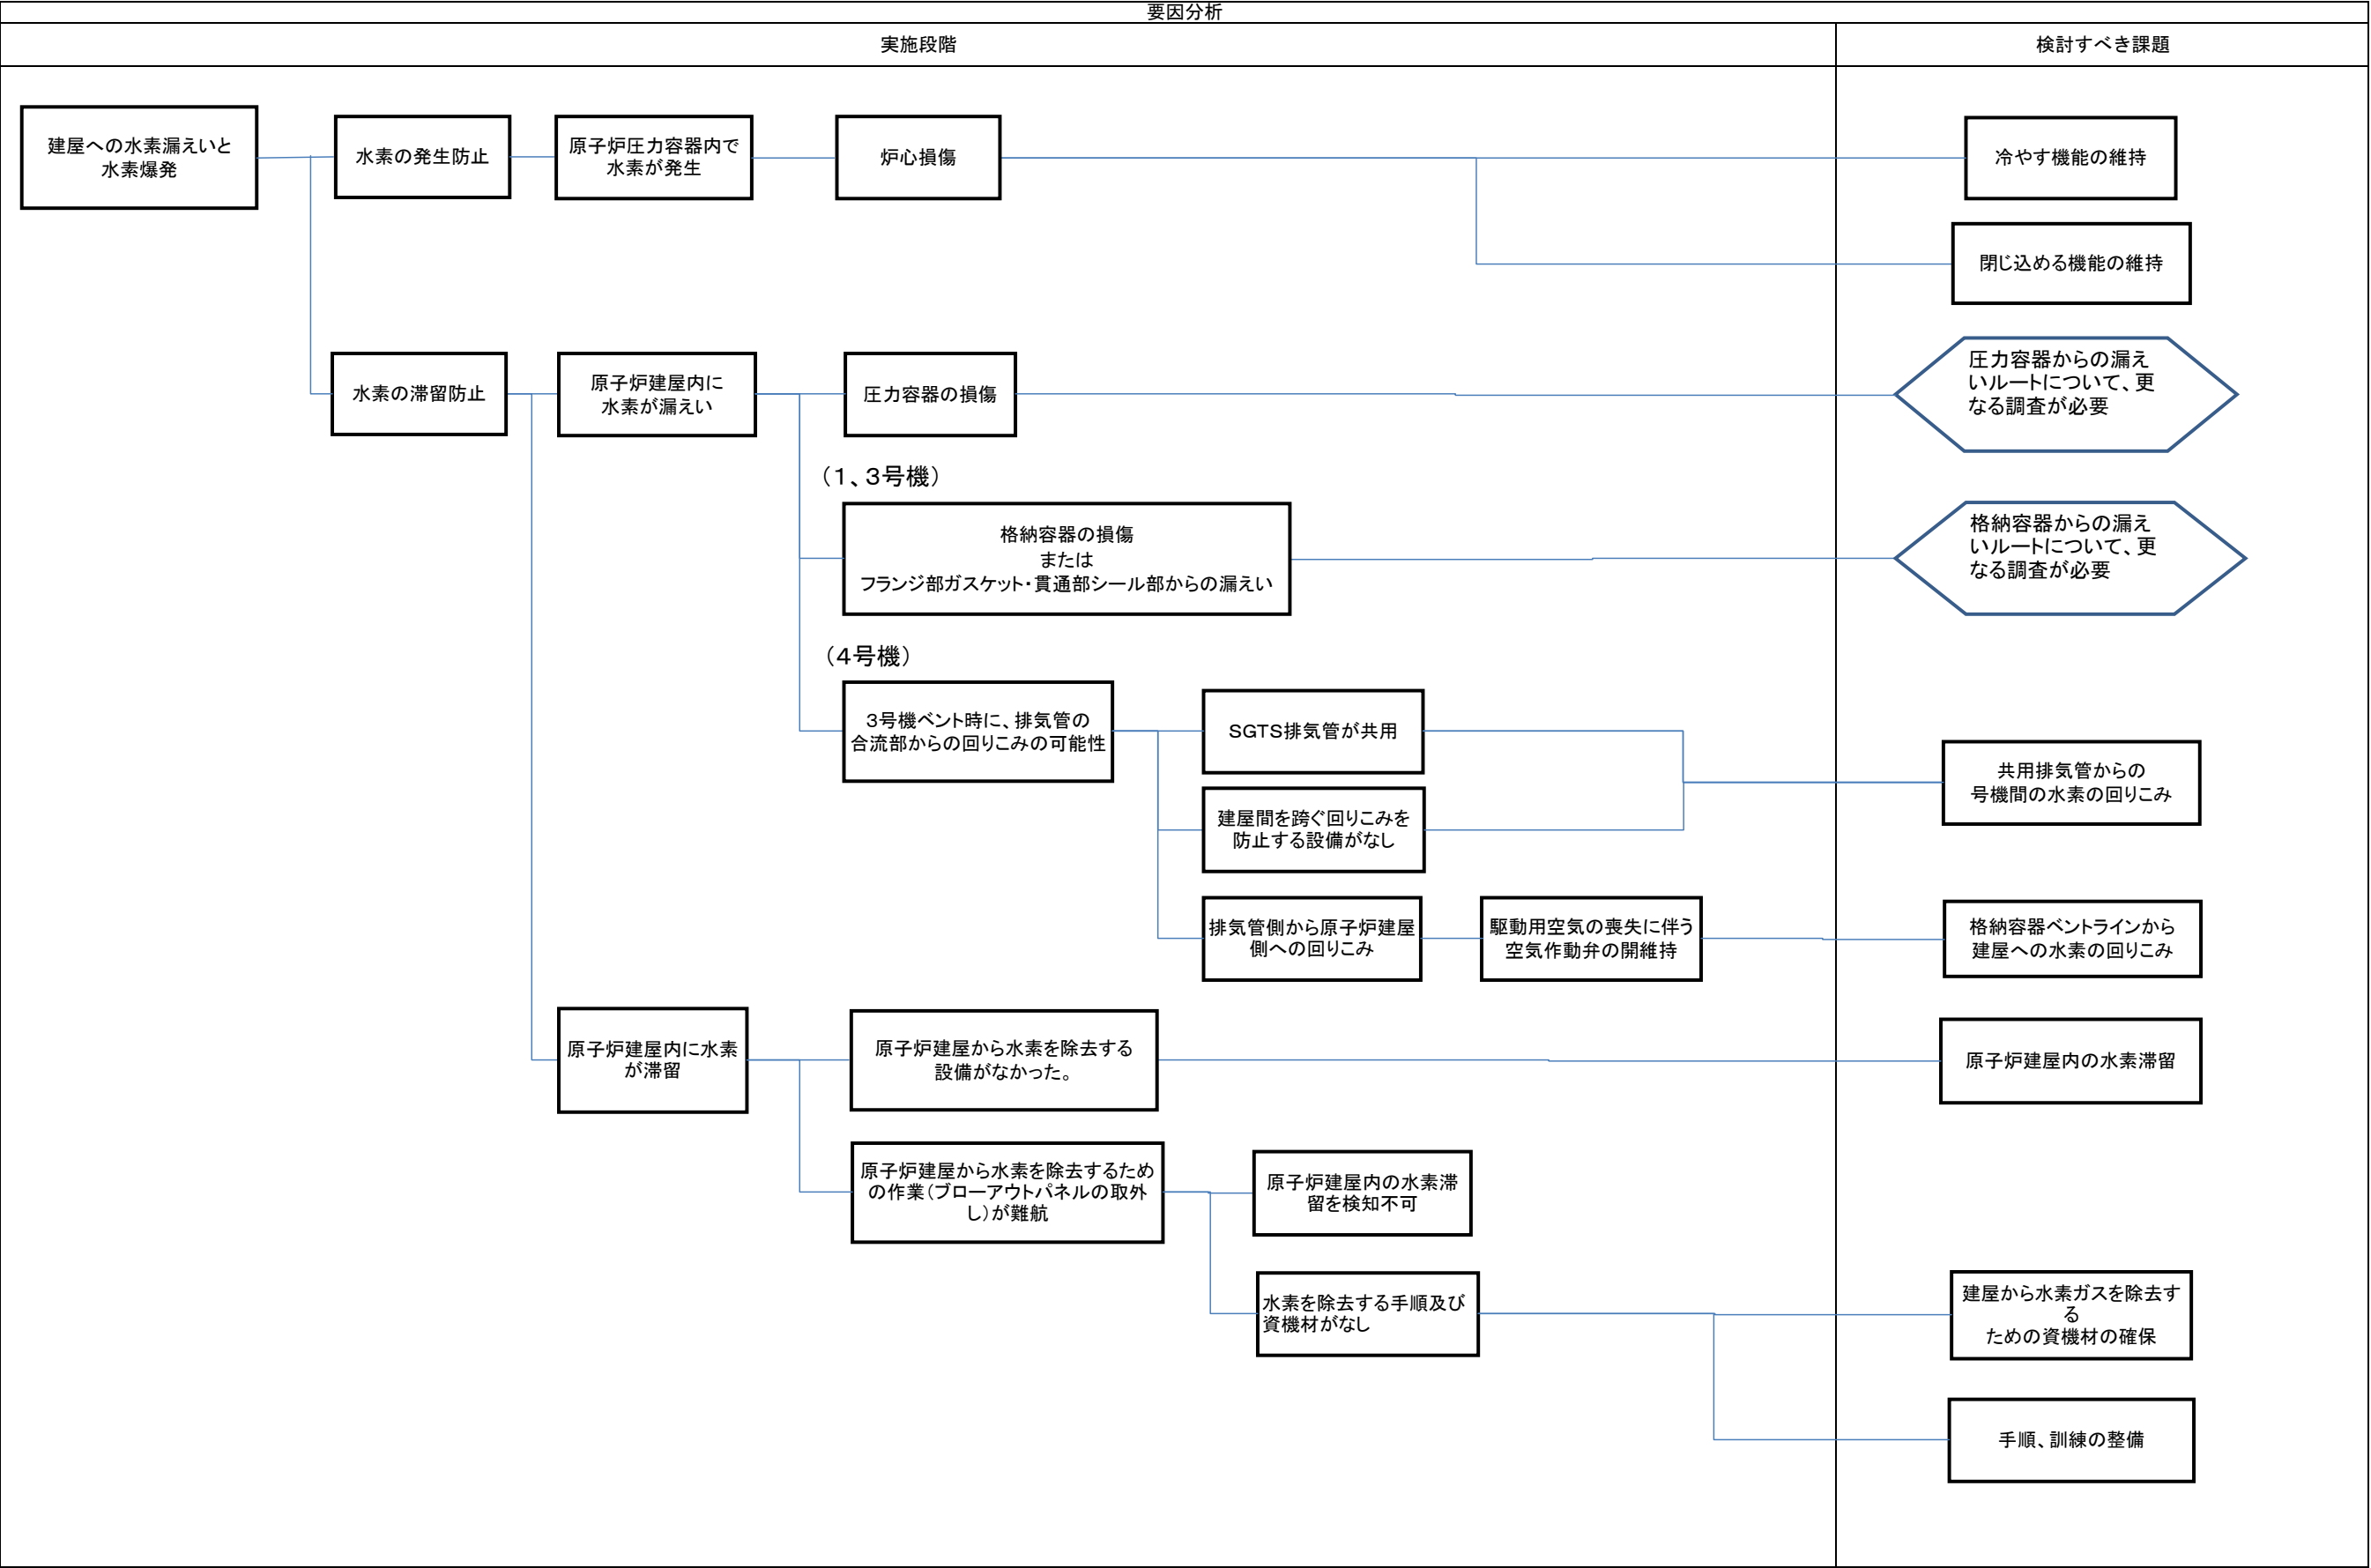 要因分析
実施段階
検討すべき課題
建屋への水素漏えいと
水素爆発
水素の発生防止
原子炉圧力容器内で
水素が発生
炉心損傷
冷やす機能の維持
閉じ込める機能の維持
水素の滞留防止
原子炉建屋内に
水素が漏えい
圧力容器の損傷
圧力容器からの漏え
いルートについて、更
なる調査が必要
（１、３号機）
格納容器の損傷
または
フランジ部ガスケット・貫通部シール部からの漏えい
格納容器からの漏え
いルートについて、更
なる調査が必要
（４号機）
３号機ベント時に、排気管の
合流部からの回りこみの可能性
SGTS排気管が共用
建屋間を跨ぐ回りこみを
防止する設備がなし
共用排気管からの
号機間の水素の回りこみ
排気管側から原子炉建屋
側への回りこみ
駆動用空気の喪失に伴う
空気作動弁の開維持
格納容器ベントラインから
建屋への水素の回りこみ
原子炉建屋内に水素
が滞留
原子炉建屋から水素を除去する
設備がなかった。
原子炉建屋内の水素滞留
原子炉建屋から水素を除去するため
の作業（ブローアウトパネルの取外
し）が難航
原子炉建屋内の水素滞
留を検知不可
水素を除去する手順及び
資機材がなし
建屋から水素ガスを除去す
る
ための資機材の確保
手順、訓練の整備